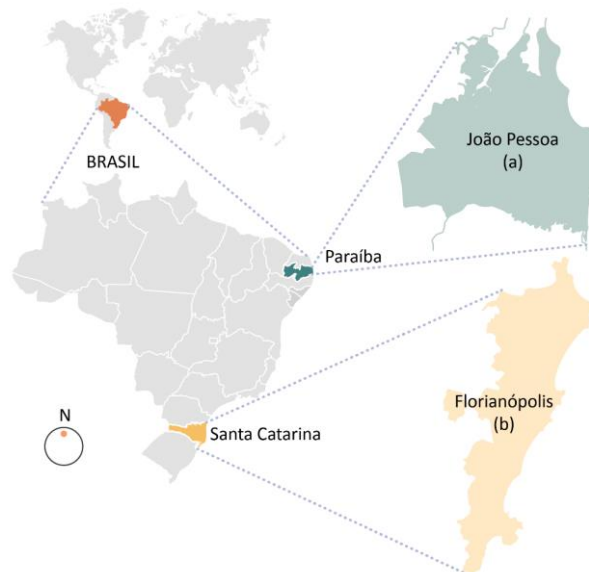 BRASIL
João Pessoa
(a)
Paraíba
Florianópolis
(b)
N
Santa Catarina